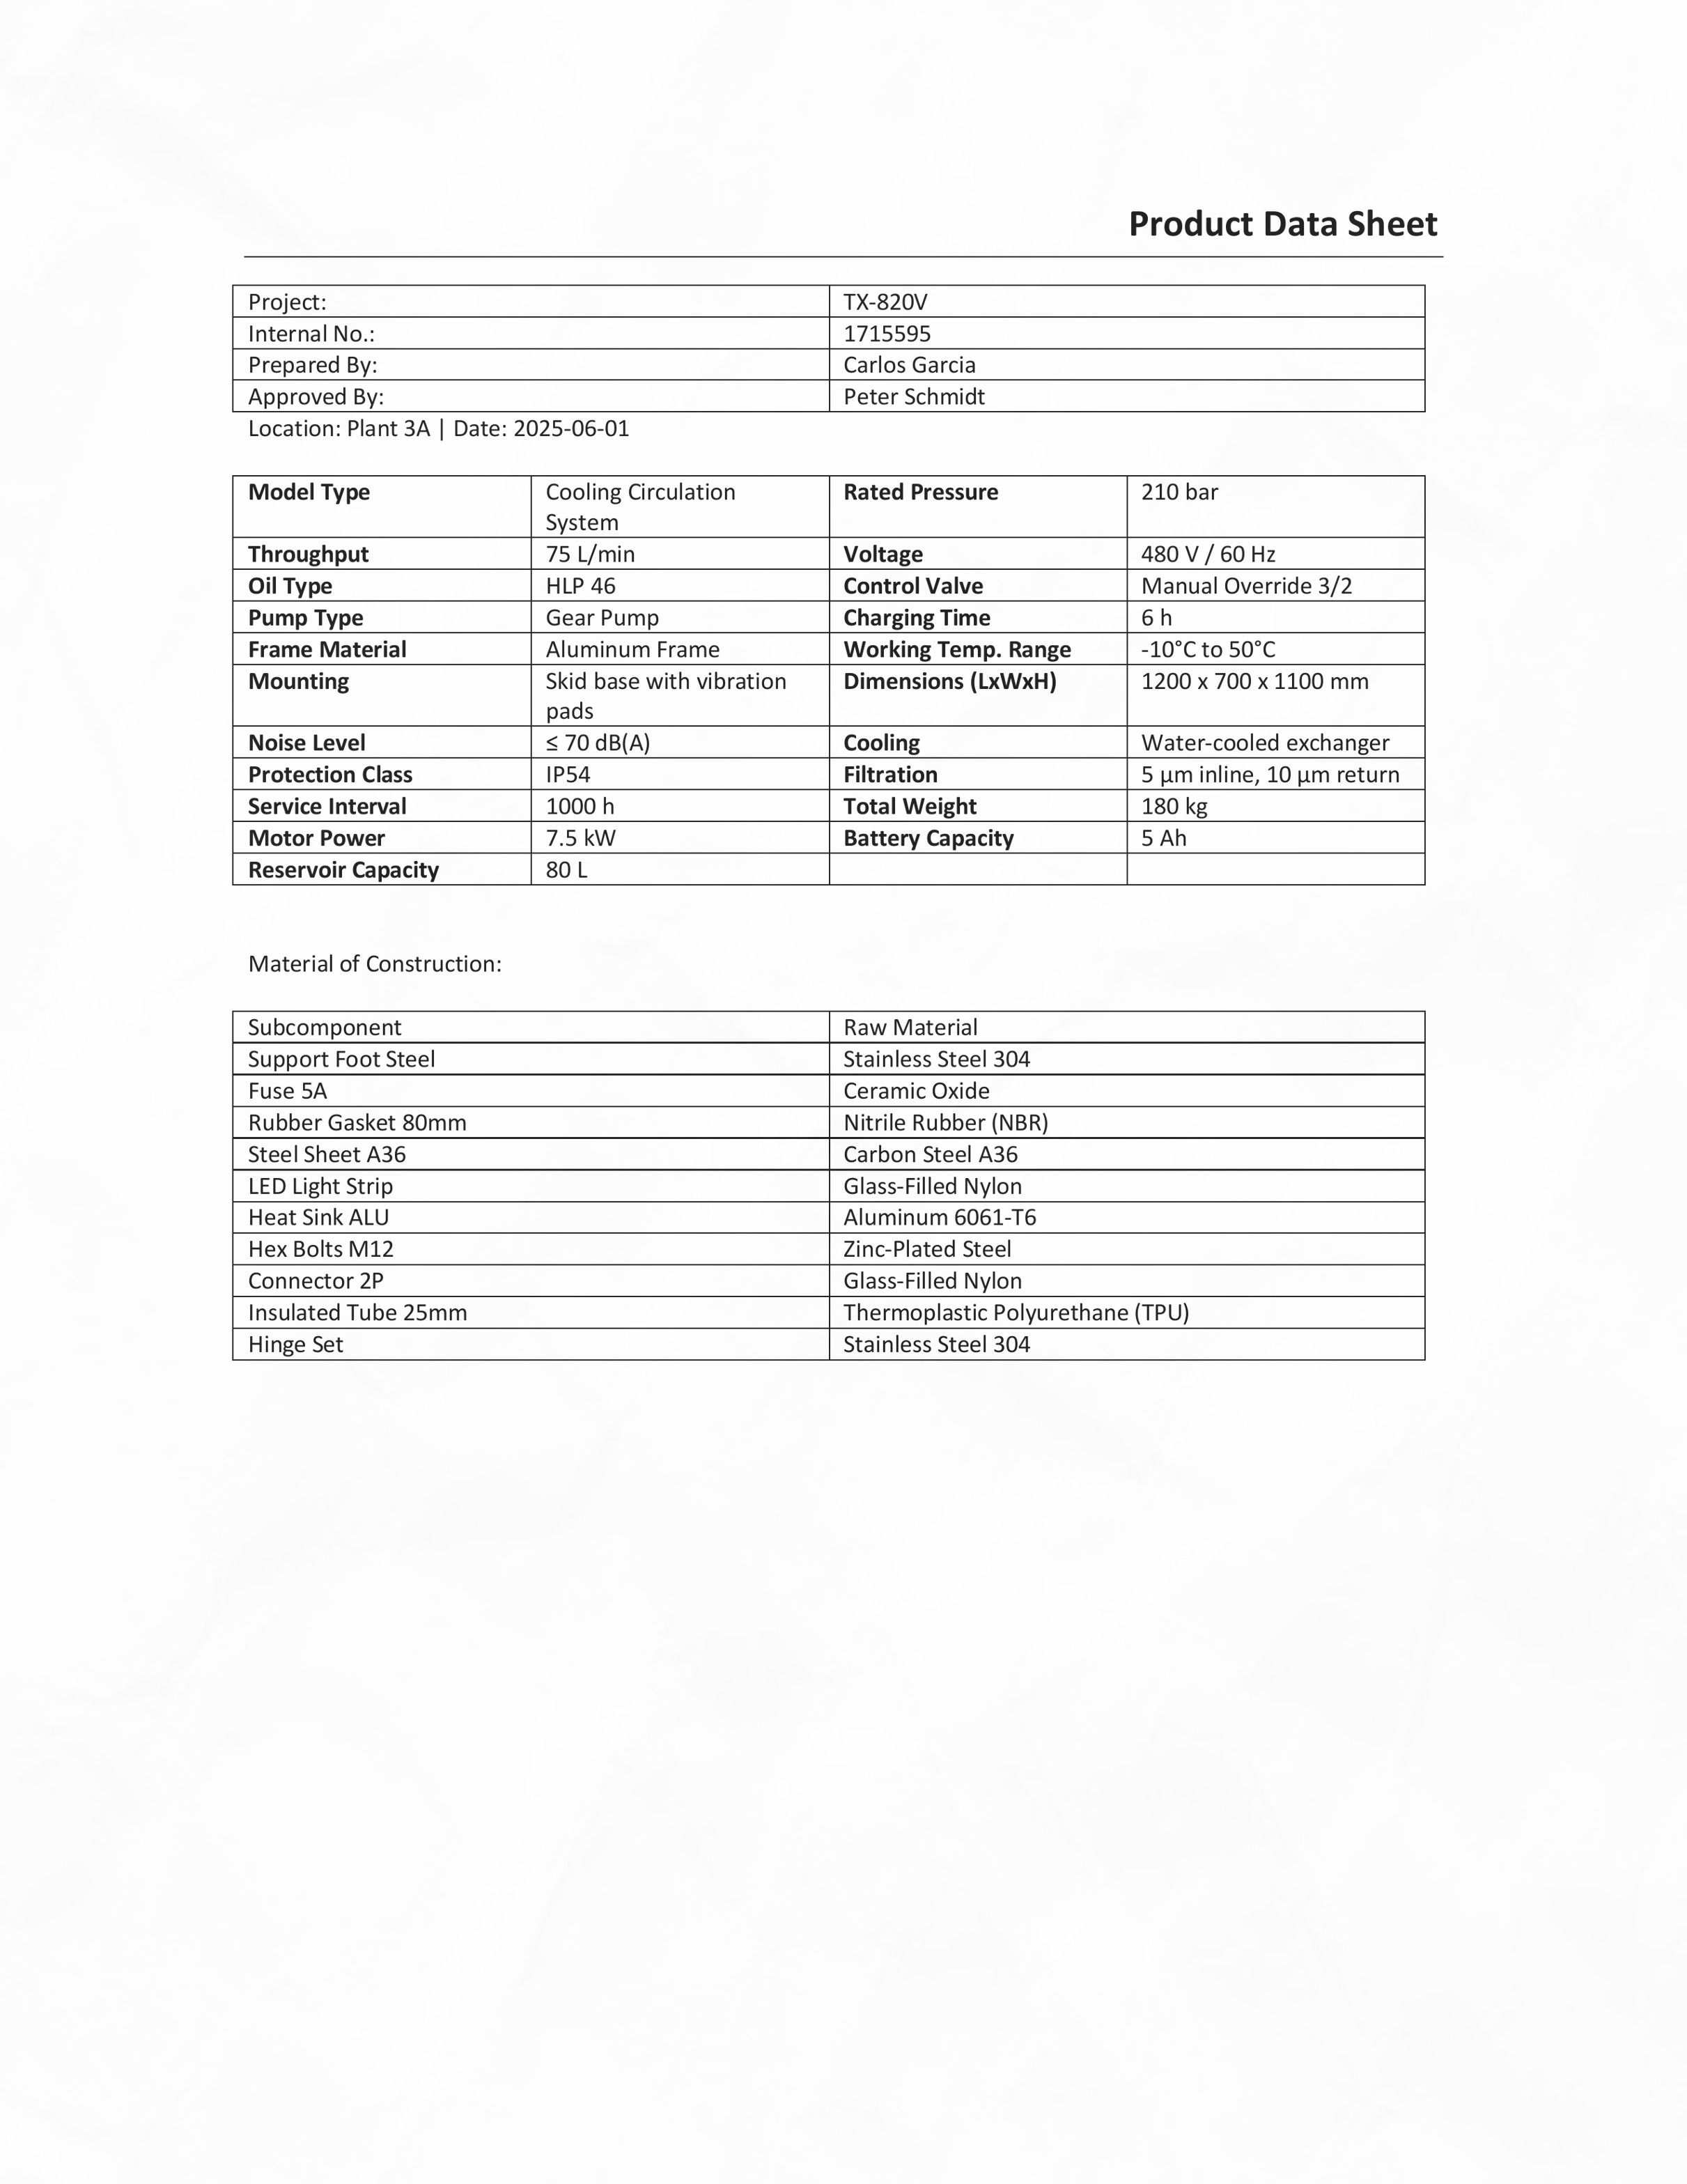 Product Data Sheet
Project: TX-820V
Internal No.: 1715595
Prepared By: Carlos Garcia
Approved By: Peter Schmidt
Location: Plant 3A | Date: 2025-06-01
Model Type Cooling Circulation System Rated Pressure 210 bar
Throughput 75 L/min Voltage 480 V / 60 Hz
Oil Type HLP 46 Control Valve Manual Override 3/2
Pump Type Gear Pump Charging Time 6 h
Frame Material Aluminum Frame Working Temp. Range -10°C to 50°C
Mounting Skid base with vibration pads Dimensions (LxWxH) 1200 x 700 x 1100 mm
Noise Level ≤ 70 dB(A) Cooling Water-cooled exchanger
Protection Class IP54 Filtration 5 µm inline, 10 µm return
Service Interval 1000 h Total Weight 180 kg
Motor Power 7.5 kW Battery Capacity 5 Ah
Reservoir Capacity 80 L
Material of Construction:
Subcomponent Raw Material
Support Foot Steel Stainless Steel 304
Fuse 5A Ceramic Oxide
Rubber Gasket 80mm Nitrile Rubber (NBR)
Steel Sheet A36 Carbon Steel A36
LED Light Strip Glass-Filled Nylon
Heat Sink ALU Aluminum 6061-T6
Hex Bolts M12 Zinc-Plated Steel
Connector 2P Glass-Filled Nylon
Insulated Tube 25mm Thermoplastic Polyurethane (TPU)
Hinge Set Stainless Steel 304